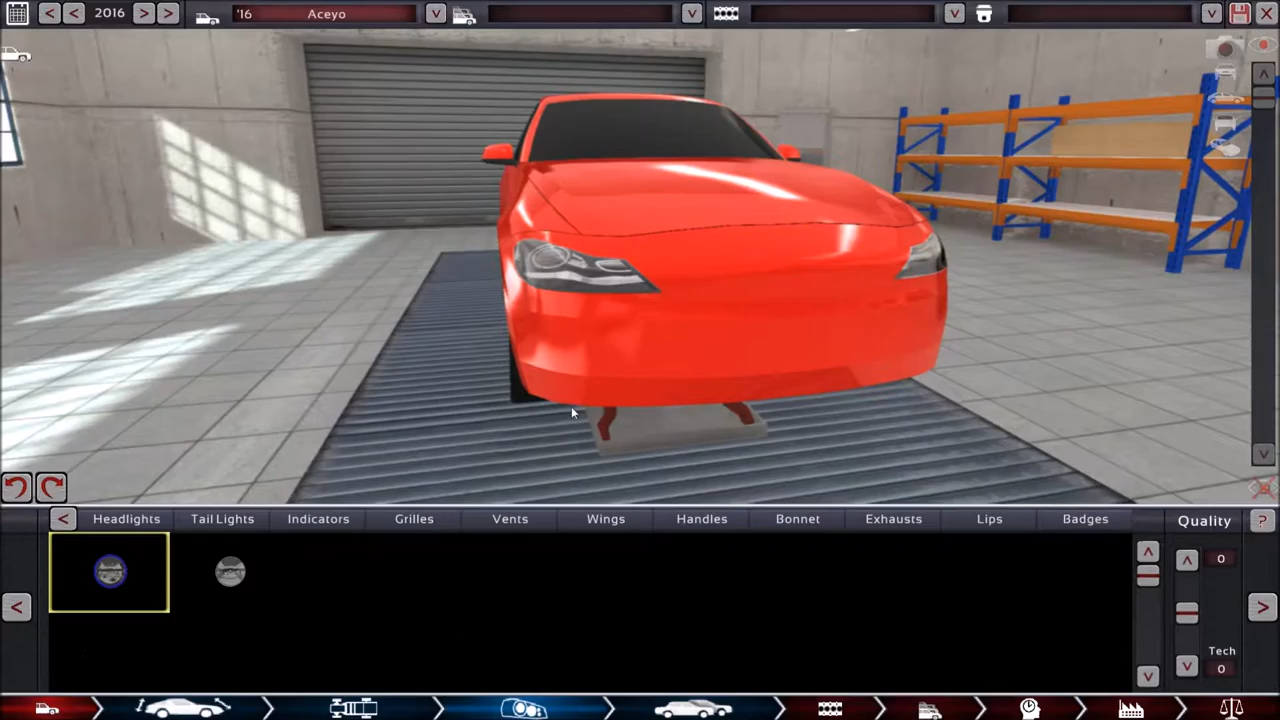 2016 '16 Aceyo
Headlights Tail Lights Indicators Grilles Vents Wings Handles Bonnet Exhausts Lips Badges Quality ?
0
Tech
0